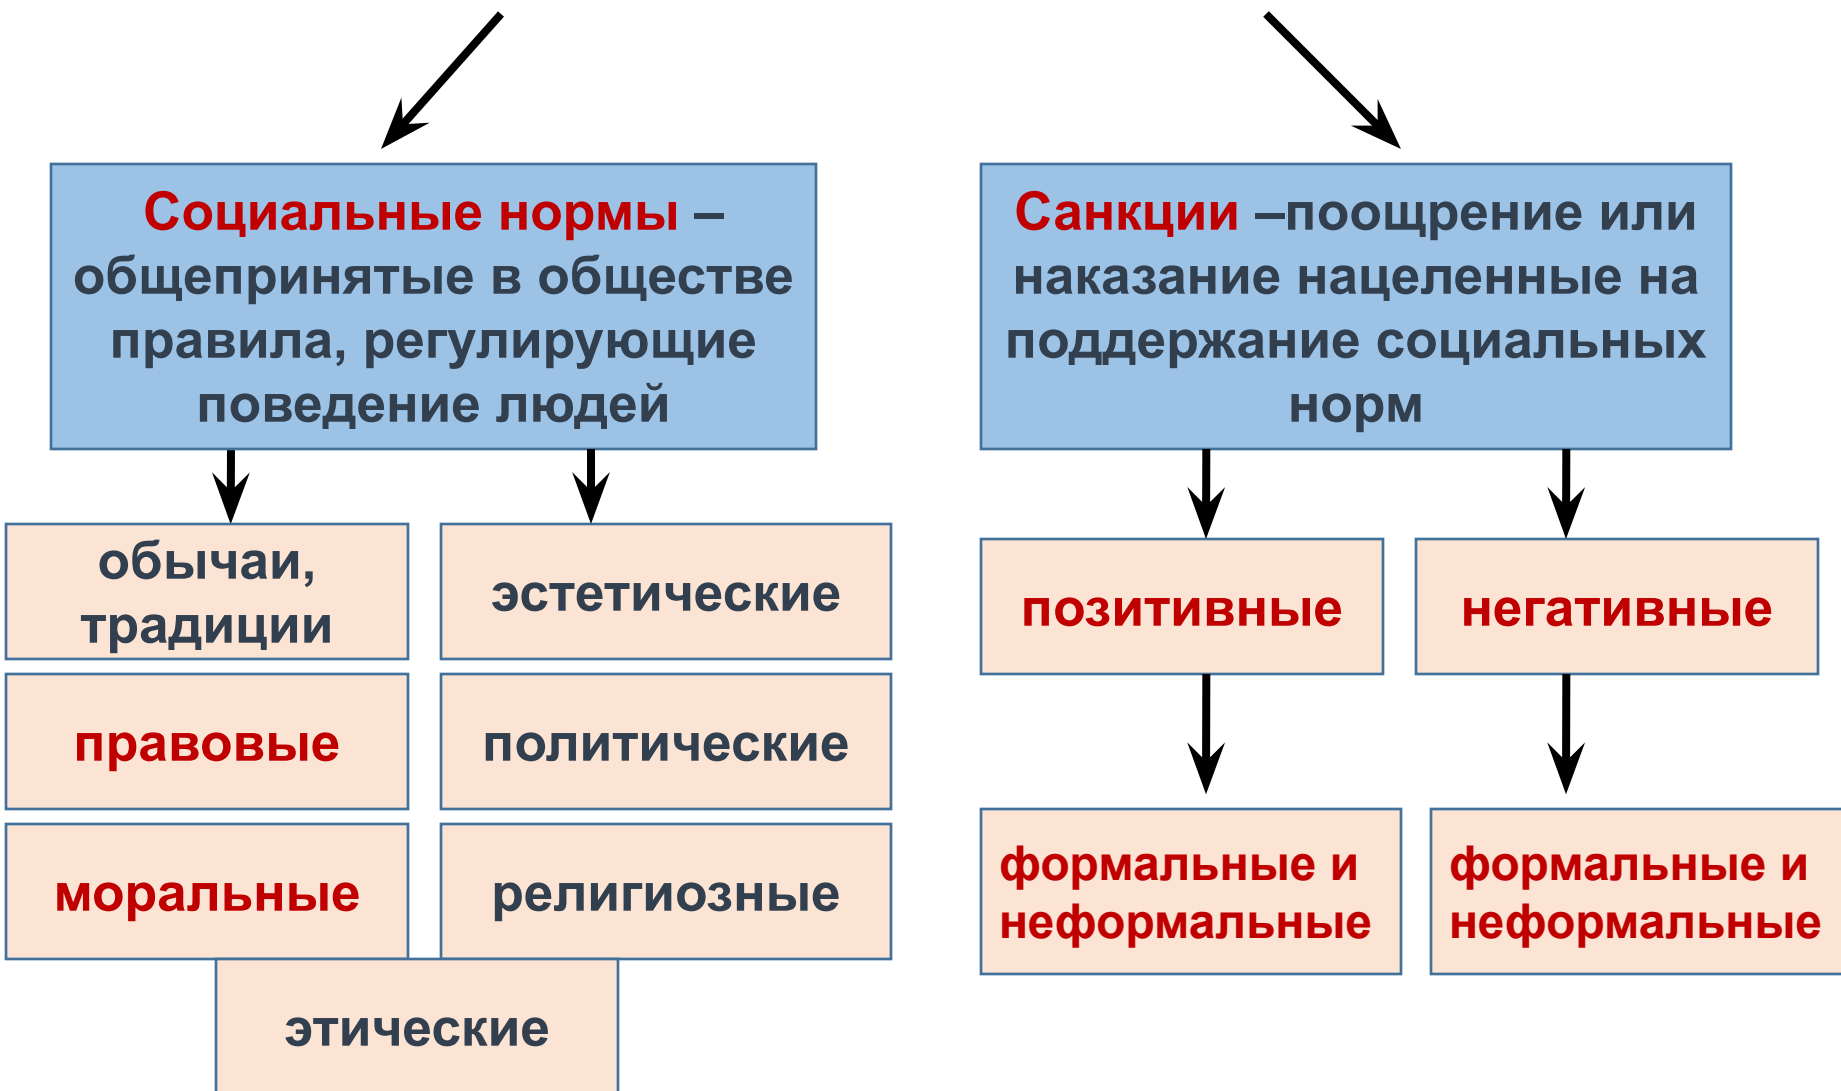 Социальные нормы –
общепринятые в обществе
правила, регулирующие
поведение людей
Санкции –поощрение или
наказание нацеленные на
поддержание социальных
норм
обычаи,
традиции
эстетические
правовые
политические
моральные
религиозные
этические
позитивные
негативные
формальные и
неформальные
формальные и
неформальные